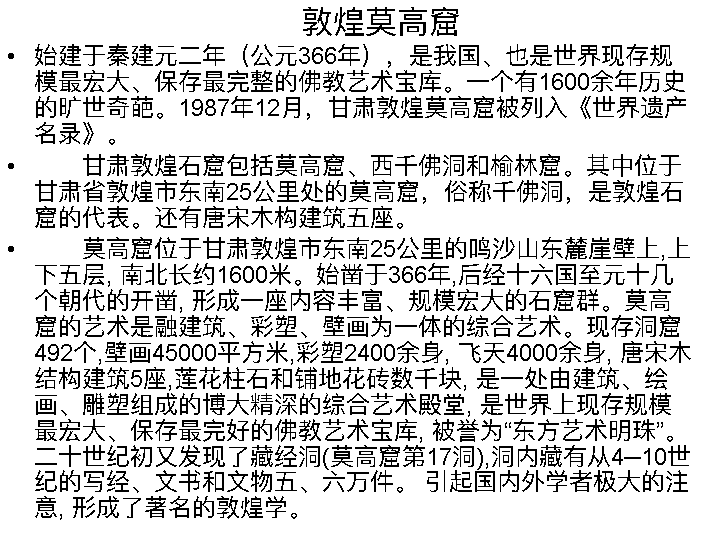 敦煌莫高窟
• 始建于秦建元二年（公元366年），是我国、也是世界现存规
模最宏大、保存最完整的佛教艺术宝库。一个有1600余年历史
的旷世奇葩。1987年12月，甘肃敦煌莫高窟被列入《世界遗产
名录》。
• 甘肃敦煌石窟包括莫高窟、西千佛洞和榆林窟。其中位于
甘肃省敦煌市东南25公里处的莫高窟，俗称千佛洞，是敦煌石
窟的代表。还有唐宋木构建筑五座。
• 莫高窟位于甘肃敦煌市东南25公里的鸣沙山东麓崖壁上,上
下五层, 南北长约1600米。始凿于366年,后经十六国至元十几
个朝代的开凿, 形成一座内容丰富、规模宏大的石窟群。莫高
窟的艺术是融建筑、彩塑、壁画为一体的综合艺术。现存洞窟
492个,壁画45000平方米,彩塑2400余身, 飞天4000余身, 唐宋木
结构建筑5座,莲花柱石和铺地花砖数千块, 是一处由建筑、绘
画、雕塑组成的博大精深的综合艺术殿堂, 是世界上现存规模
最宏大、保存最完好的佛教艺术宝库, 被誉为“东方艺术明珠”。
二十世纪初又发现了藏经洞(莫高窟第17洞),洞内藏有从4─10世
纪的写经、文书和文物五、六万件。 引起国内外学者极大的注
意, 形成了著名的敦煌学。